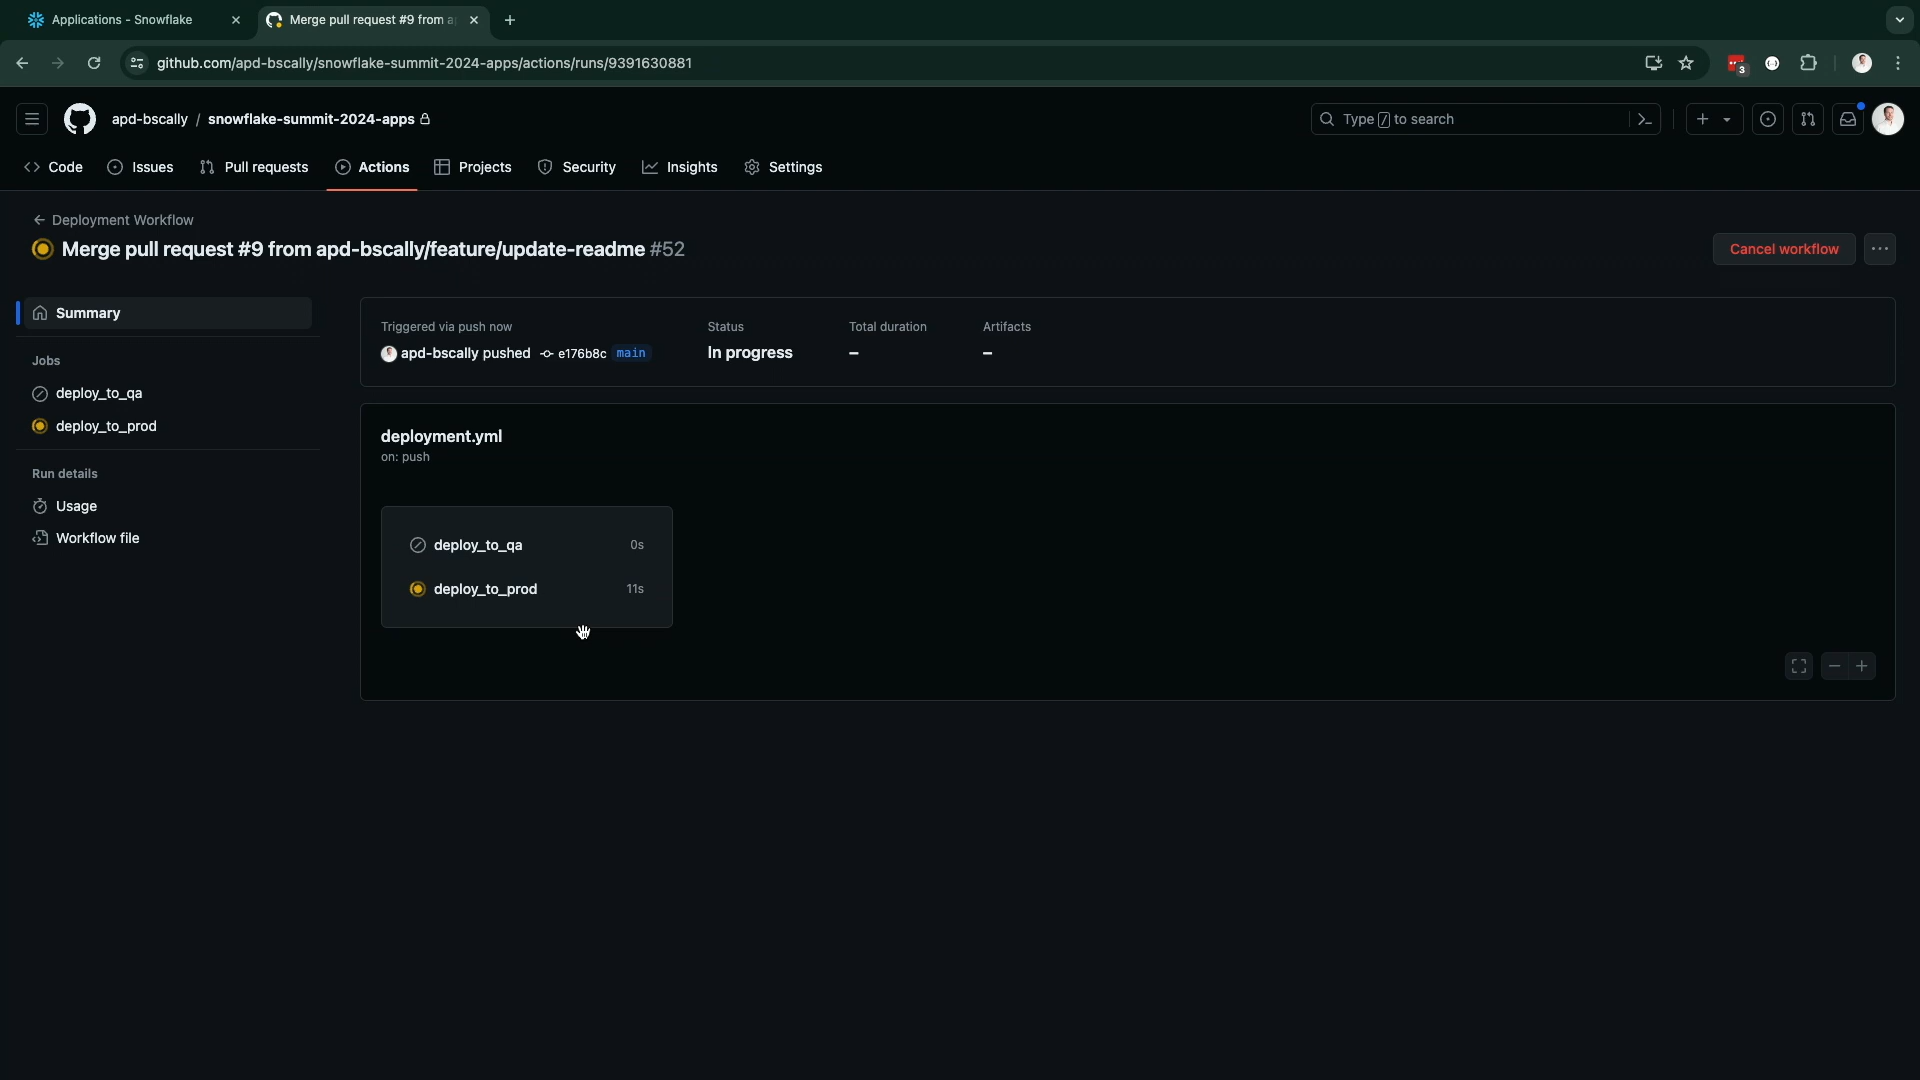 Applications - Snowflake
Merge pull request #9 from a
github.com/apd-bscally/snowflake-summit-2024-apps/actions/runs/9391630881
3
apd-bscally / snowflake-summit-2024-apps
Type / to search
Code
Issues
Pull requests
Actions
Projects
Security
Insights
Settings
Deployment Workflow
Merge pull request #9 from apd-bscally/feature/update-readme #52
Cancel workflow
Summary
Jobs
deploy_to_qa
deploy_to_prod
Run details
Usage
Workflow file
Triggered via push now
apd-bscally pushed e176b8c main
Status
In progress
Total duration
–
Artifacts
–
deployment.yml
on: push
deploy_to_qa 0s
deploy_to_prod 11s